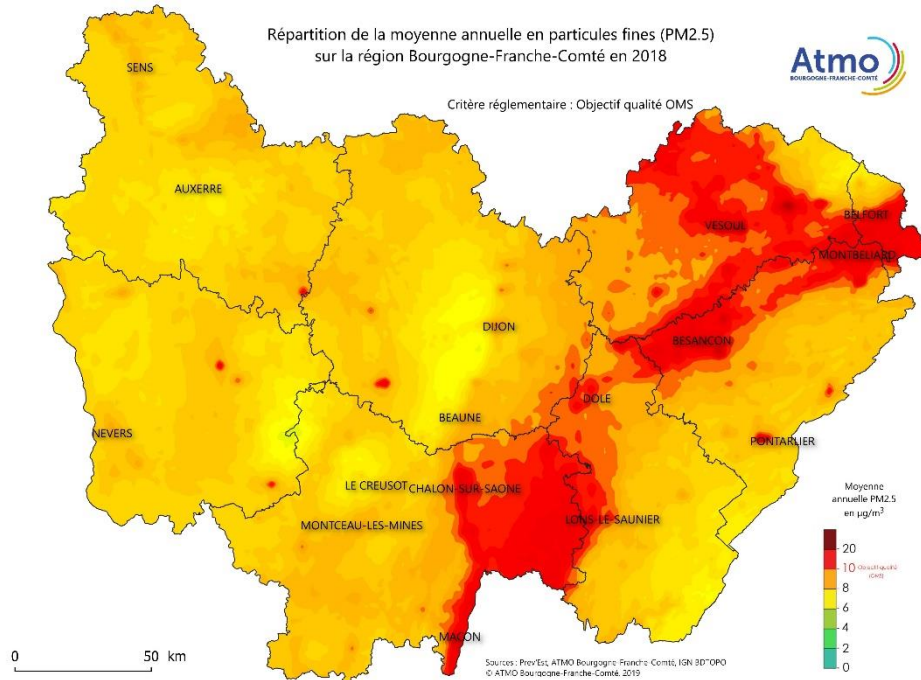 Répartition de la moyenne annuelle en particules fines (PM2.5)
sur la région Bourgogne-Franche-Comté en 2018
Atmo
BOURGOGNE-FRANCHE-COMTÉ
Critère réglementaire : Objectif qualité OMS
SENS
AUXERRE
VESOUL
BELFORT
MONTBELIARD
DIJON
BESANCON
DOLE
BEAUNE
NEVERS
PONTARLIER
LE CREUSOT
CHALON-SUR-SAONE
MONTCEAU-LES-MINES
LONS-LE-SAUNIER
MACON
Moyenne
annuelle PM2.5
en µg/m³
20
10 Objectif qualité
(OMS)
8
6
4
2
0
0 50 km
Sources : Prev'Est, ATMO Bourgogne-Franche-Comté, IGN BDTOPO
© ATMO Bourgogne-Franche-Comté, 2019